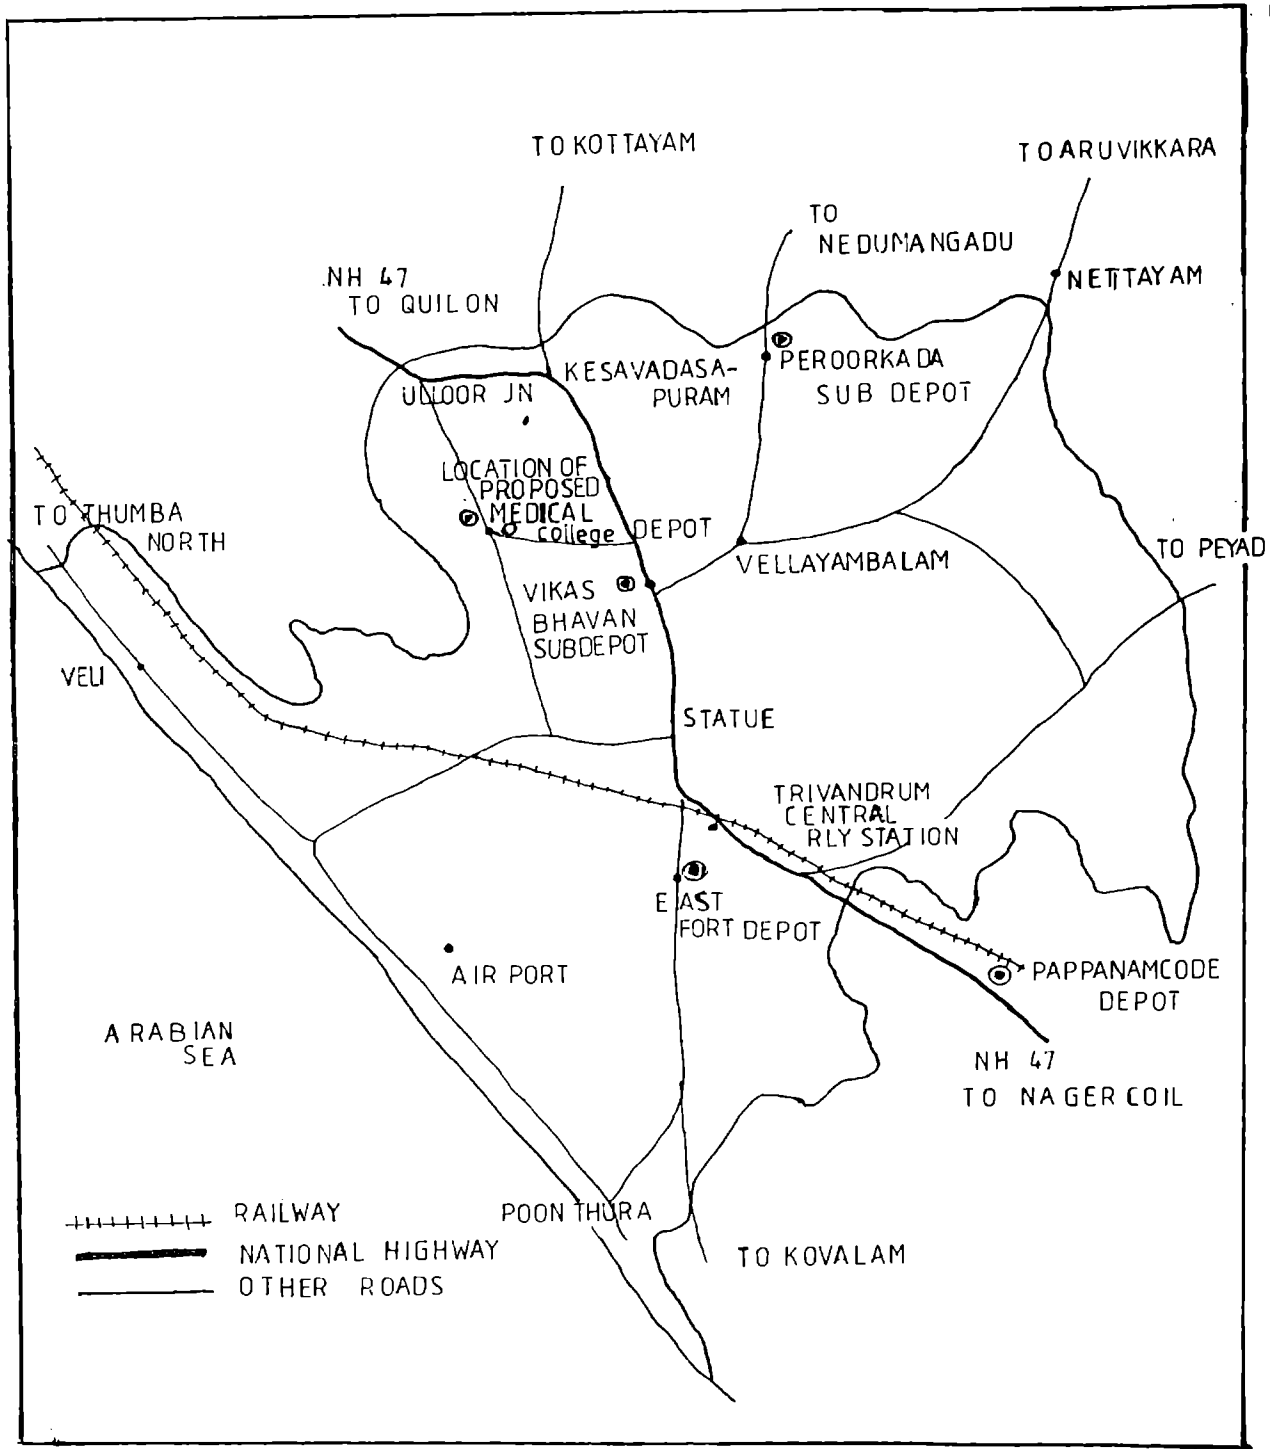 TO KOTTAYAM
TO ARUVIKKARA
TO
NEDUMANGADU
NH 47
TO QUILON
NETTAYAM
KESAVADASA-
PURAM
PEROORKADA
SUB DEPOT
ULLOOR JN
LOCATION OF
PROPOSED
MEDICAL
college DEPOT
TO THUMBA
NORTH
VELLAYAMBALAM
TO PEYAD
VIKAS
BHAVAN
SUBDEPOT
VELI
STATUE
TRIVANDRUM
CENTRAL
RLY STATION
EAST
FORT DEPOT
AIR PORT
PAPPANAMCODE
DEPOT
ARABIAN
SEA
NH 47
TO NAGERCOIL
POONTHURA
TO KOVALAM
RAILWAY
NATIONAL HIGHWAY
OTHER ROADS